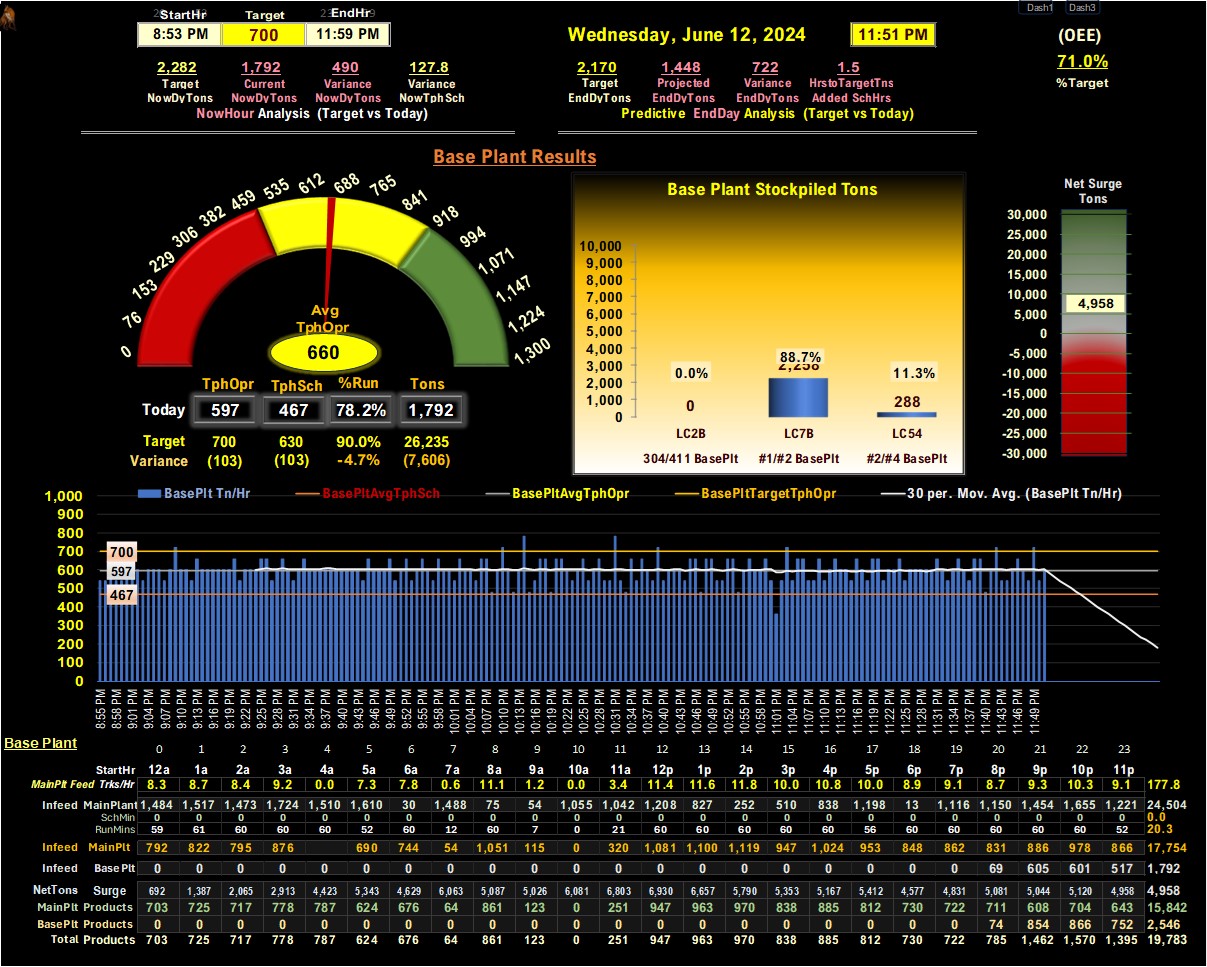 StartHr Target EndHr Dash1 Dash3
8:53 PM 700 11:59 PM Wednesday, June 12, 2024 11:51 PM (OEE)
2,282 1,792 490 127.8 2,170 1,448 722 1.5 71.0%
Target Current Variance Variance Target Projected Variance HrstoTargetTns %Target
NowDyTons NowDyTons NowDyTons NowTphSch EndDyTons EndDyTons EndDyTons Added SchHrs
NowHour Analysis (Target vs Today) Predictive EndDay Analysis (Target vs Today)
Base Plant Results
0 76 153 229 306 382 459 535 612 688 765 841 918 994 1,071 1,147 1,224 1,300
Avg
TphOpr
660
TphOpr TphSch %Run Tons
Today 597 467 78.2% 1,792
Target 700 630 90.0% 26,235
Variance (103) (103) -4.7% (7,606)
Base Plant Stockpiled Tons
10,000
9,000
8,000
7,000
6,000
5,000
4,000
3,000
2,000
1,000
0
0.0% 88.7% 11.3%
0 2,258 288
LC2B LC7B LC54
304/411 BasePlt #1/#2 BasePlt #2/#4 BasePlt
Net Surge
Tons
30,000
25,000
20,000
15,000
10,000
5,000
0
-5,000
-10,000
-15,000
-20,000
-25,000
-30,000
4,958
BasePlt Tn/Hr BasePltAvgTphSch BasePltAvgTphOpr BasePltTargetTphOpr 30 per. Mov. Avg. (BasePlt Tn/Hr)
1,000
900
800
700
600
500
400
300
200
100
0
700
597
467
8:55 PM 8:58 PM 9:01 PM 9:04 PM 9:07 PM 9:10 PM 9:13 PM 9:16 PM 9:19 PM 9:22 PM 9:25 PM 9:28 PM 9:31 PM 9:34 PM 9:37 PM 9:40 PM 9:43 PM 9:46 PM 9:49 PM 9:52 PM 9:55 PM 9:58 PM 10:01 PM 10:04 PM 10:07 PM 10:10 PM 10:13 PM 10:16 PM 10:19 PM 10:22 PM 10:25 PM 10:28 PM 10:31 PM 10:34 PM 10:37 PM 10:40 PM 10:43 PM 10:46 PM 10:49 PM 10:52 PM 10:55 PM 10:58 PM 11:01 PM 11:04 PM 11:07 PM 11:10 PM 11:13 PM 11:16 PM 11:19 PM 11:22 PM 11:25 PM 11:28 PM 11:31 PM 11:34 PM 11:37 PM 11:40 PM 11:43 PM 11:46 PM 11:49 PM
Base Plant 0 1 2 3 4 5 6 7 8 9 10 11 12 13 14 15 16 17 18 19 20 21 22 23
StartHr 12a 1a 2a 3a 4a 5a 6a 7a 8a 9a 10a 11a 12p 1p 2p 3p 4p 5p 6p 7p 8p 9p 10p 11p
MainPlt Feed Trks/Hr 8.3 8.7 8.4 9.2 0.0 7.3 7.8 0.6 11.1 1.2 0.0 3.4 11.4 11.6 11.8 10.0 10.8 10.0 8.9 9.1 8.7 9.3 10.3 9.1 177.8
Infeed MainPlant 1,484 1,517 1,473 1,724 1,510 1,610 30 1,488 75 54 1,055 1,042 1,208 827 252 510 838 1,198 13 1,116 1,150 1,454 1,655 1,221 24,504
SchMin 0 0 0 0 0 0 0 0 0 0 0 0 0 0 0 0 0 0 0 0 0 0 0 0 0.0
RunMins 59 61 60 60 60 52 60 12 60 7 0 21 60 60 60 60 60 56 60 60 60 60 60 52 20.3
Infeed MainPlt 792 822 795 876 690 744 54 1,051 115 0 320 1,081 1,100 1,119 947 1,024 953 848 862 831 886 978 866 17,754
Infeed BasePlt 0 0 0 0 0 0 0 0 0 0 0 0 0 0 0 0 0 0 0 0 69 605 601 517 1,792
NetTons Surge 692 1,387 2,065 2,913 4,423 5,343 4,629 6,063 5,087 5,026 6,081 6,803 6,930 6,657 5,790 5,353 5,167 5,412 4,577 4,831 5,081 5,044 5,120 4,958 4,958
MainPlt Products 703 725 717 778 787 624 676 64 861 123 0 251 947 963 970 838 885 812 730 722 711 608 704 643 15,842
BasePlt Products 0 0 0 0 0 0 0 0 0 0 0 0 0 0 0 0 0 0 0 0 74 854 866 752 2,546
Total Products 703 725 717 778 787 624 676 64 861 123 0 251 947 963 970 838 885 812 730 722 785 1,462 1,570 1,395 19,783